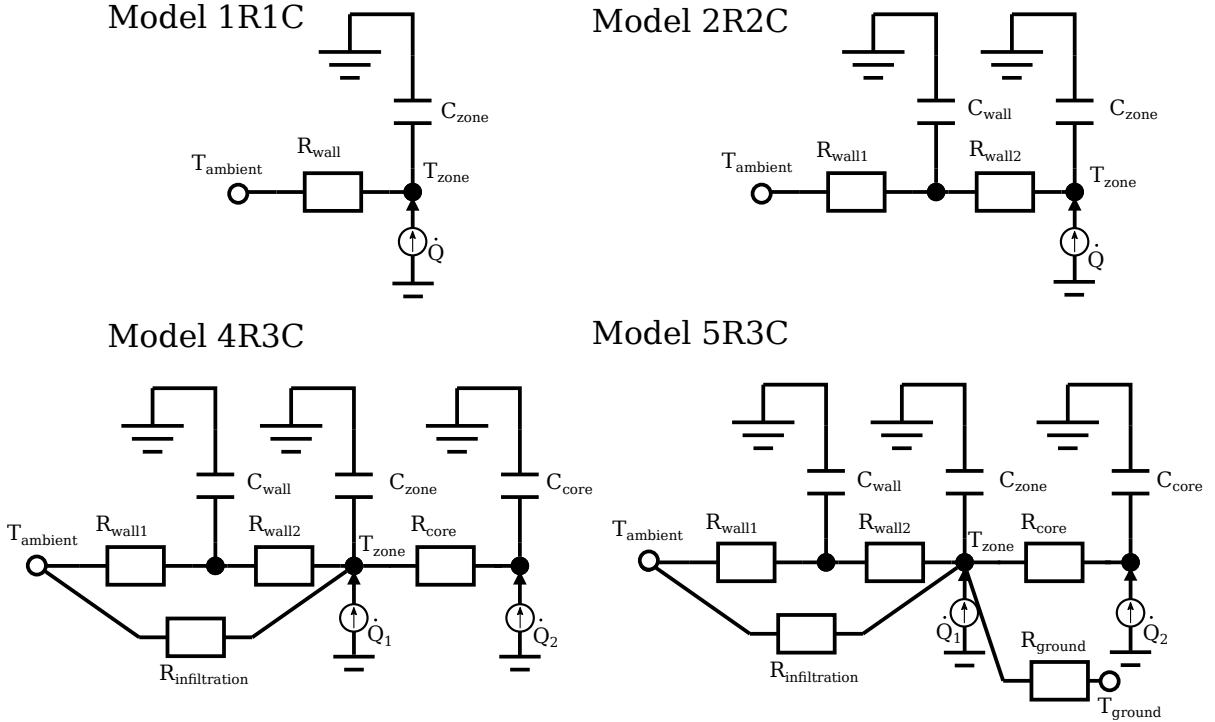 Model 1R1C
C_zone
R_wall
T_ambient
T_zone
Q̇
Model 2R2C
C_wall
C_zone
T_ambient
R_wall1
R_wall2
T_zone
Q̇
Model 4R3C
C_wall
C_zone
C_core
T_ambient
R_wall1
R_wall2
T_zone
R_core
Q̇_1
Q̇_2
R_infiltration
Model 5R3C
C_wall
C_zone
C_core
T_ambient
R_wall1
R_wall2
T_zone
R_core
Q̇_1
Q̇_2
R_infiltration
R_ground
T_ground